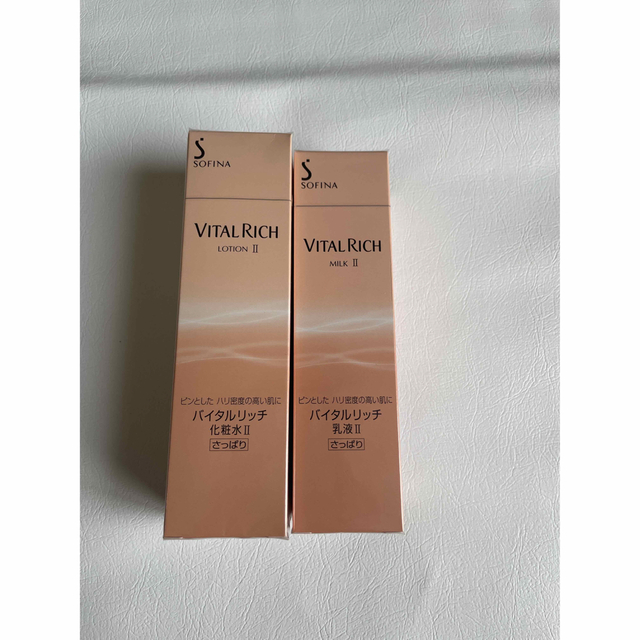 SOFINA
VITAL RICH
LOTION II
ピンとした ハリ密度の高い肌に
バイタルリッチ
化粧水II
さっぱり
SOFINA
VITAL RICH
MILK II
ピンとした ハリ密度の高い肌に
バイタルリッチ
乳液II
さっぱり